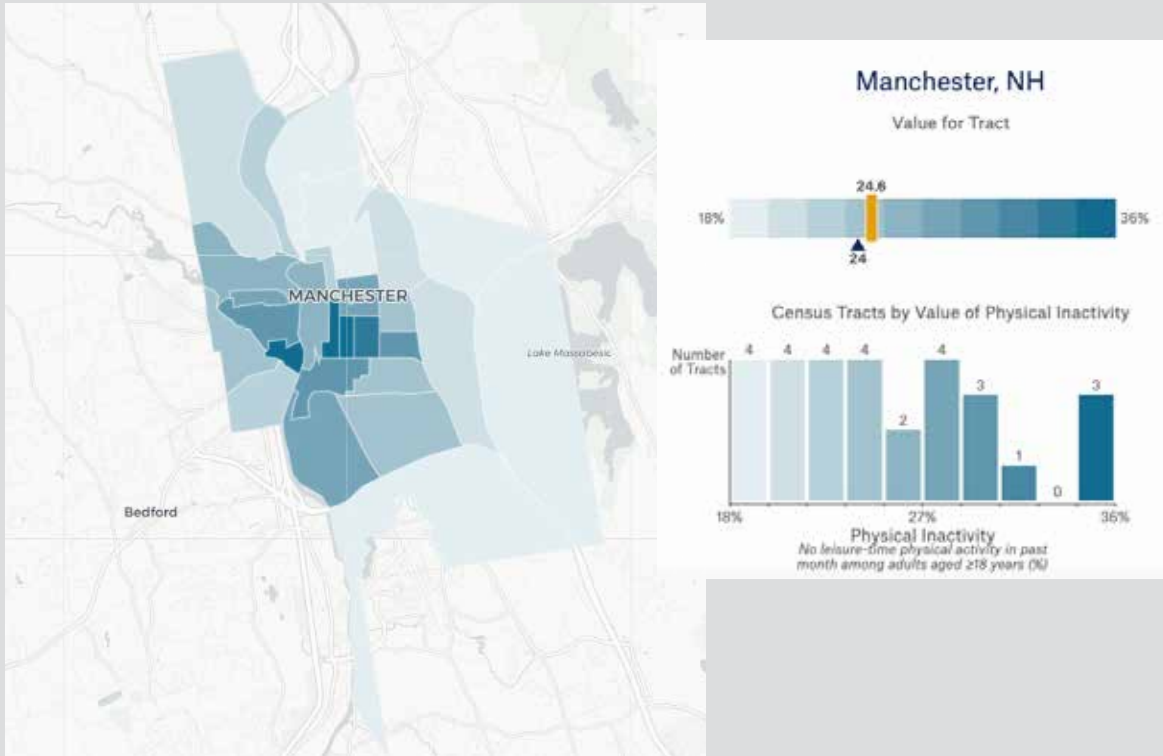 MANCHESTER
Lake Massabesic
Bedford
Manchester, NH
Value for Tract
24.6
18%
36%
24
Census Tracts by Value of Physical Inactivity
Number
of Tracts
4
4
4
4
2
4
3
1
0
3
18%
27%
36%
Physical Inactivity
No leisure-time physical activity in past
month among adults aged ≥18 years (%)